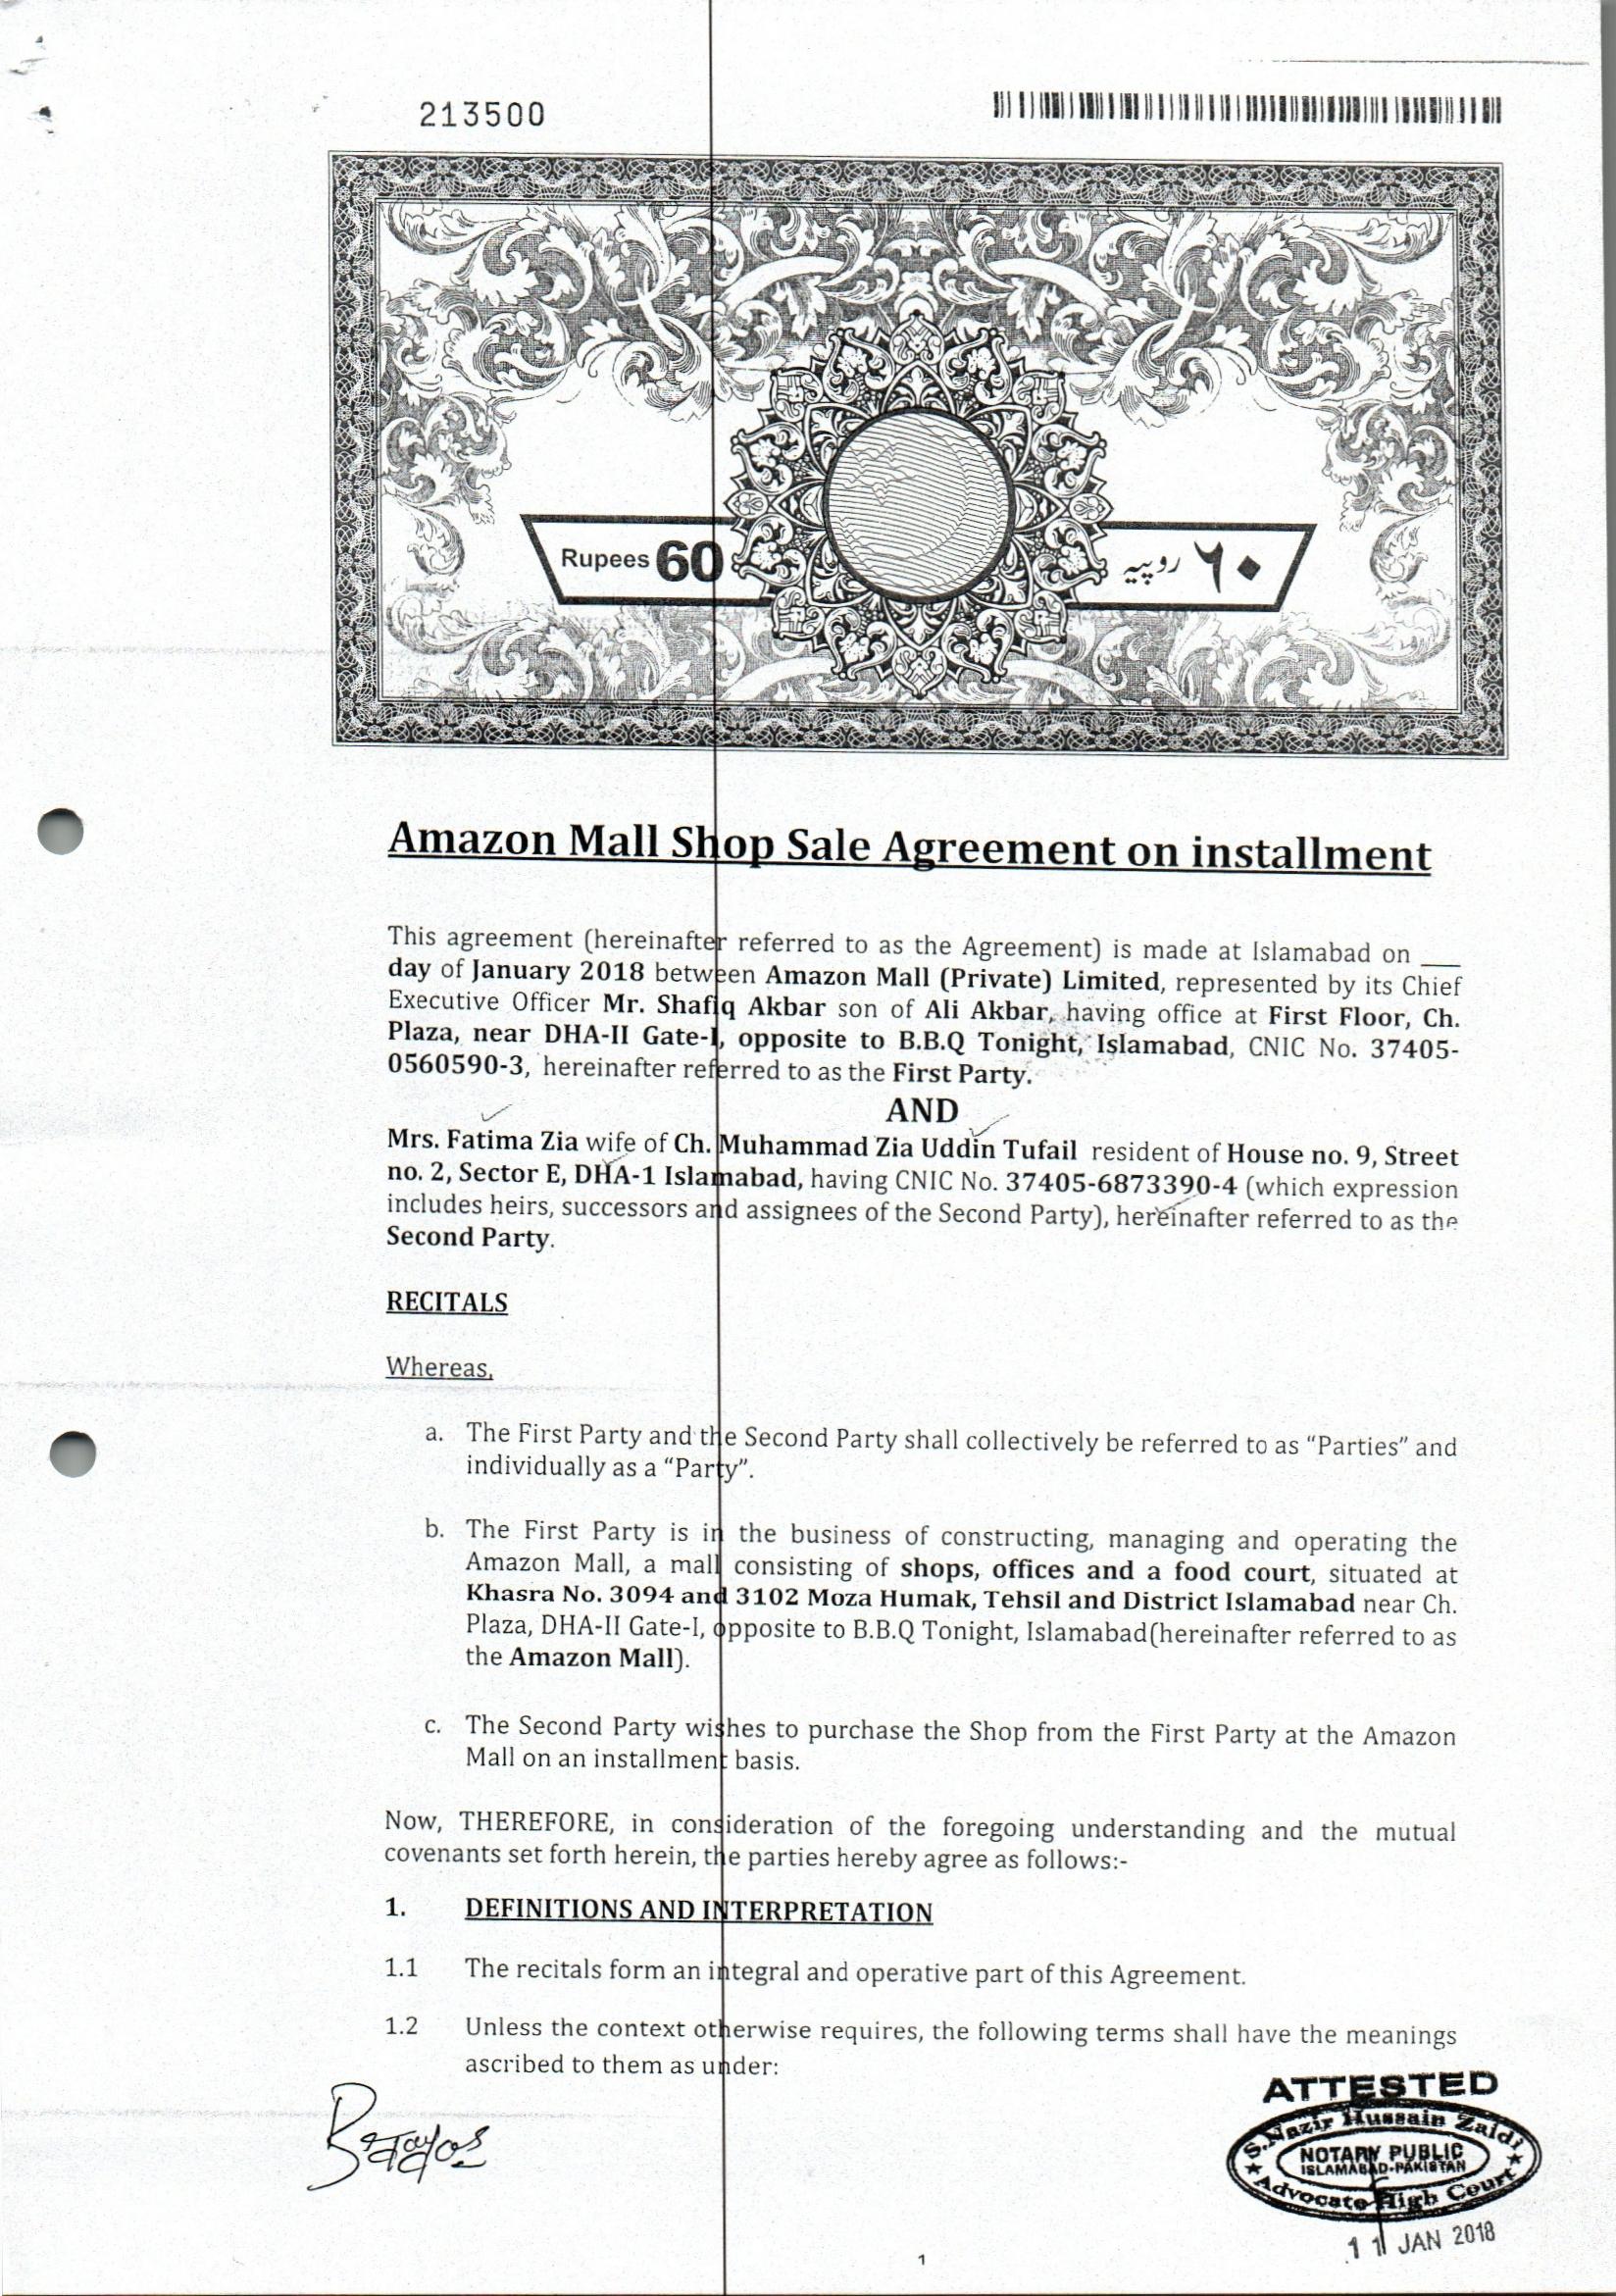 213500
Rupees 60
۶۰ روپیہ
Amazon Mall Shop Sale Agreement on installment
This agreement (hereinafter referred to as the Agreement) is made at Islamabad on ___
day of January 2018 between Amazon Mall (Private) Limited, represented by its Chief
Executive Officer Mr. Shafiq Akbar son of Ali Akbar, having office at First Floor, Ch.
Plaza, near DHA-II Gate-I, opposite to B.B.Q Tonight, Islamabad, CNIC No. 37405-
0560590-3, hereinafter referred to as the First Party.
AND
Mrs. Fatima Zia wife of Ch. Muhammad Zia Uddin Tufail resident of House no. 9, Street
no. 2, Sector E, DHA-1 Islamabad, having CNIC No. 37405-6873390-4 (which expression
includes heirs, successors and assignees of the Second Party), hereinafter referred to as the
Second Party.
RECITALS
Whereas,
a. The First Party and the Second Party shall collectively be referred to as “Parties” and
individually as a “Party”.
b. The First Party is in the business of constructing, managing and operating the
Amazon Mall, a mall consisting of shops, offices and a food court, situated at
Khasra No. 3094 and 3102 Moza Humak, Tehsil and District Islamabad near Ch.
Plaza, DHA-II Gate-I, opposite to B.B.Q Tonight, Islamabad(hereinafter referred to as
the Amazon Mall).
c. The Second Party wishes to purchase the Shop from the First Party at the Amazon
Mall on an installment basis.
Now, THEREFORE, in consideration of the foregoing understanding and the mutual
covenants set forth herein, the parties hereby agree as follows:-
1. DEFINITIONS AND INTERPRETATION
1.1 The recitals form an integral and operative part of this Agreement.
1.2 Unless the context otherwise requires, the following terms shall have the meanings
ascribed to them as under:
ATTESTED
S.Nazir Hussain Zaidi
NOTARY PUBLIC
ISLAMABAD-PAKISTAN
Advocate High Court
11 JAN 2018
1